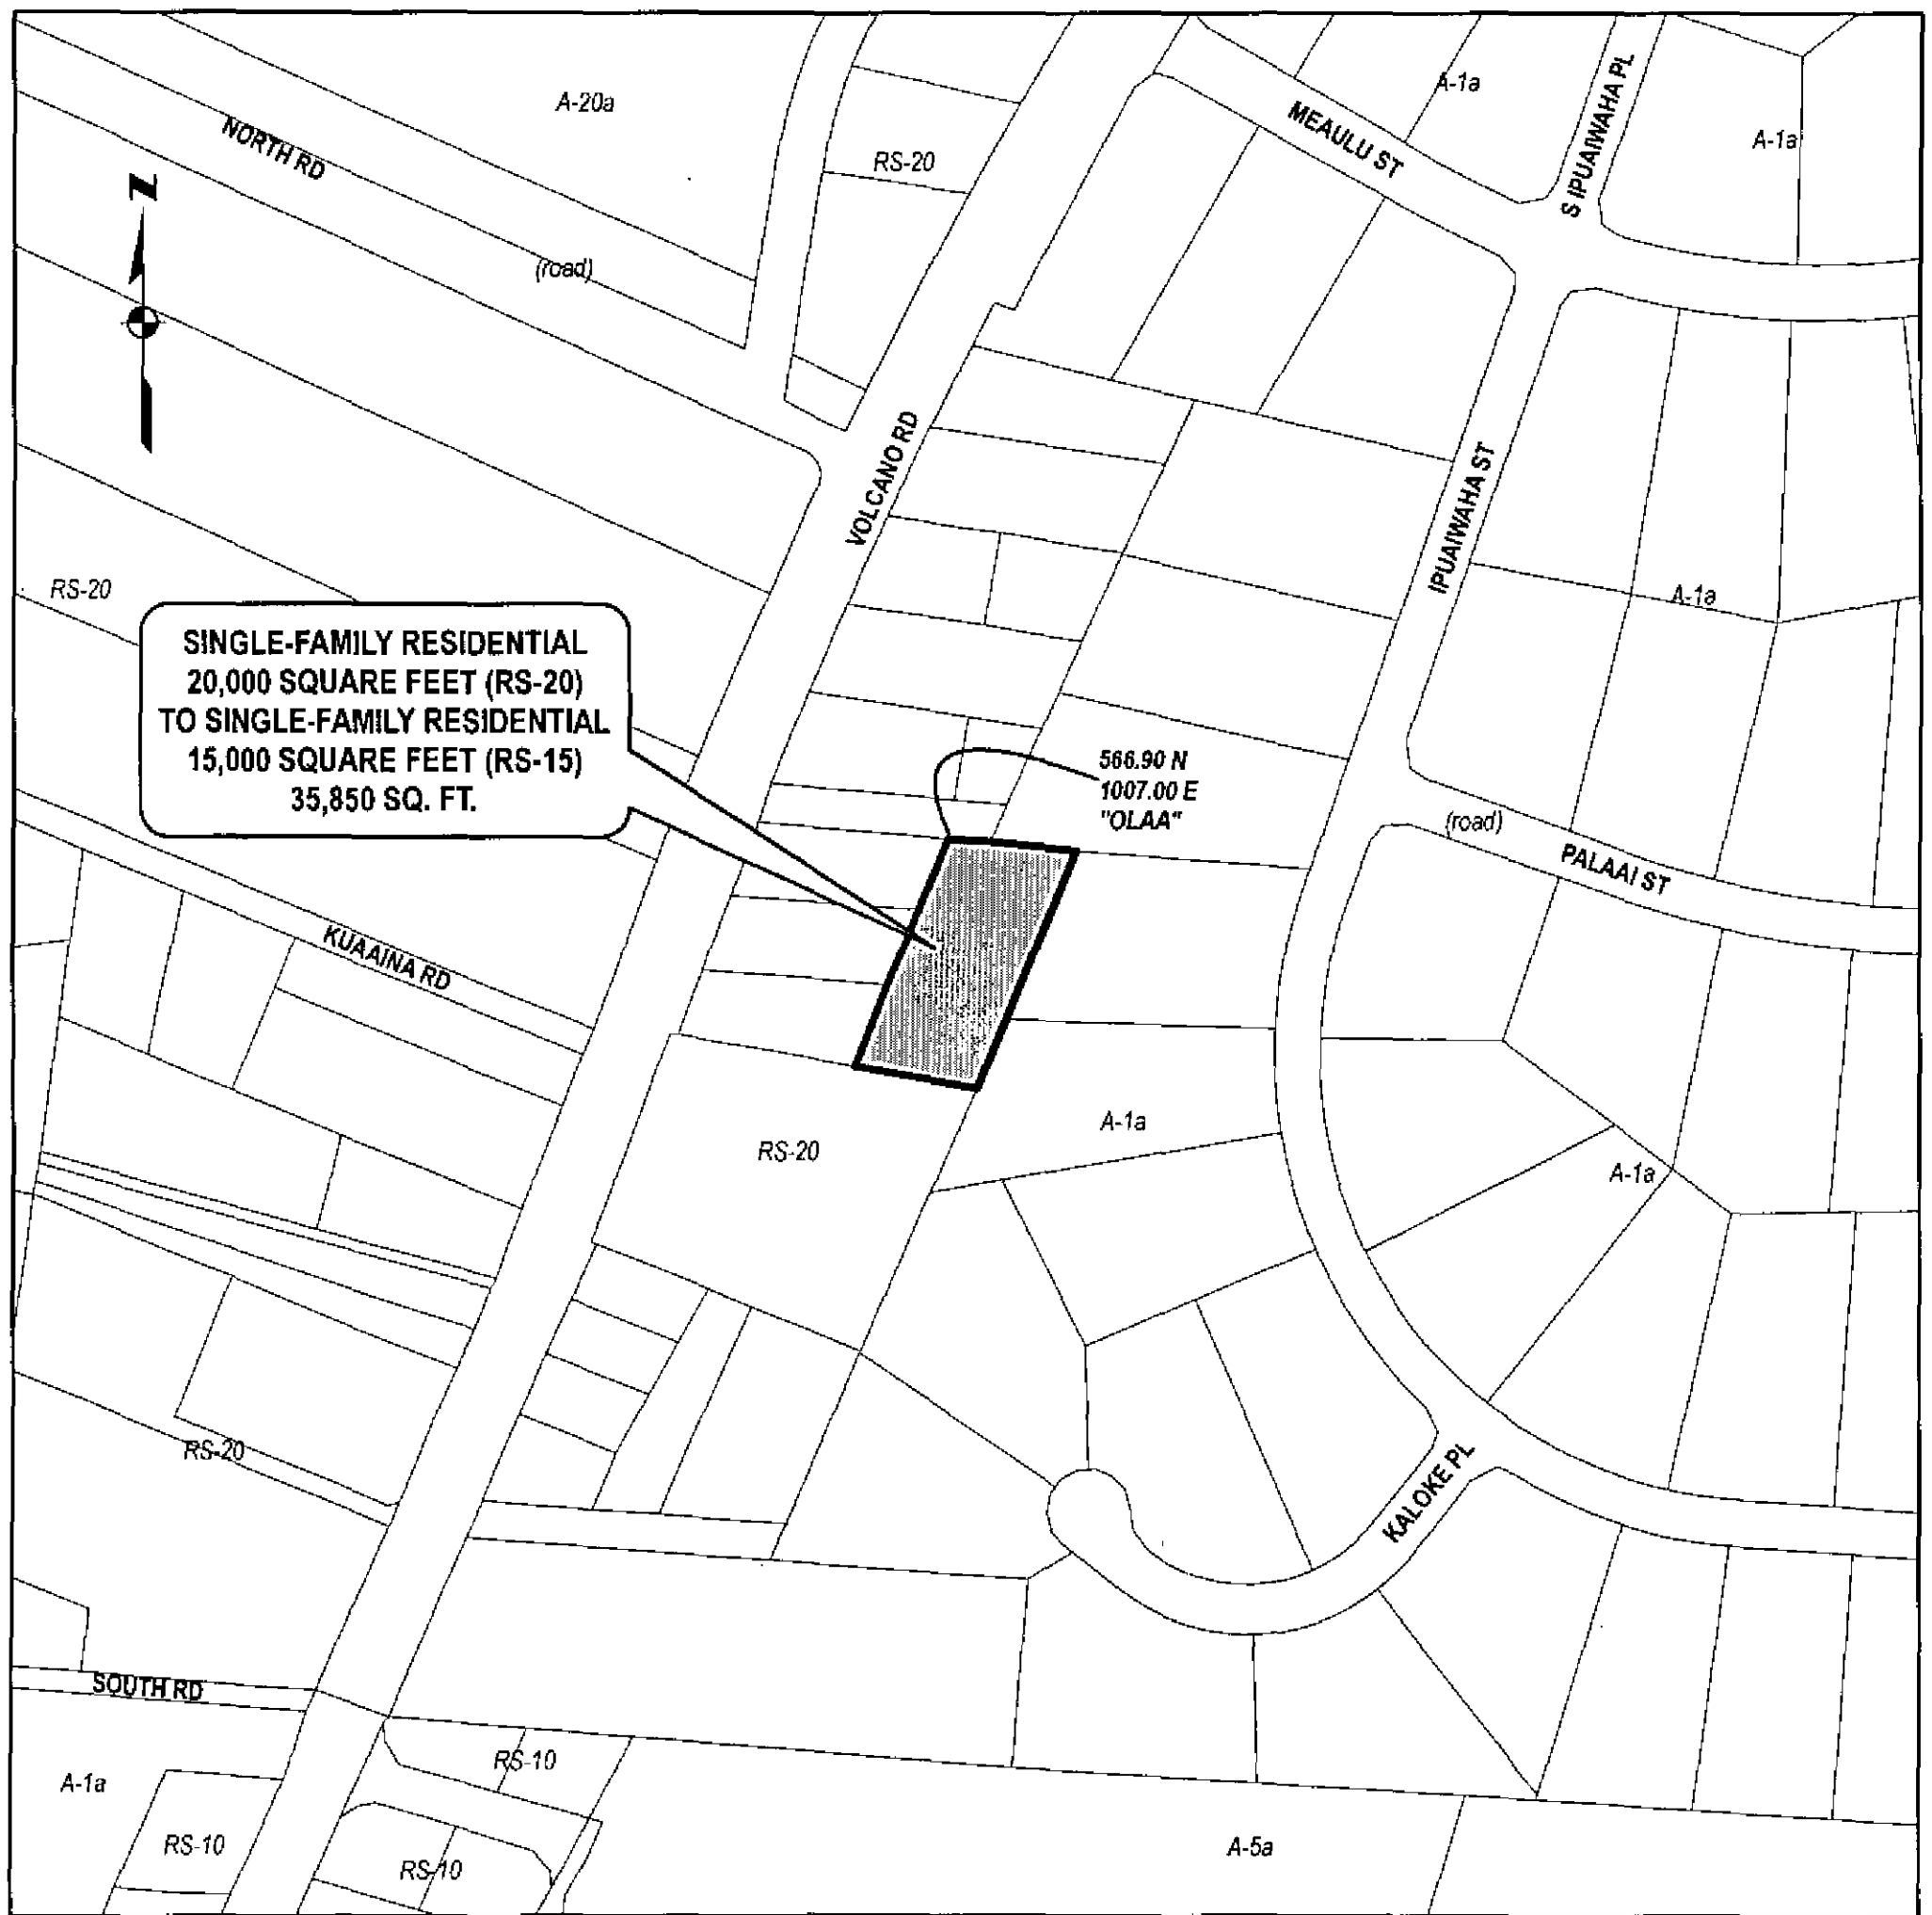 A-20a
A-1a
S IPUAIWAHA PL
A-1a
MEAULU ST
NORTH RD
RS-20
N
(road)
VOLCANO RD
IPUAIWAHA ST
RS-20
A-1a
SINGLE-FAMILY RESIDENTIAL
20,000 SQUARE FEET (RS-20)
TO SINGLE-FAMILY RESIDENTIAL
15,000 SQUARE FEET (RS-15)
35,850 SQ. FT.
566.90 N
1007.00 E
"OLAA"
(road)
PALAAI ST
KUAAINA RD
A-1a
RS-20
A-1a
RS-20
KALOKE PL
SOUTH RD
RS-10
A-1a
RS-10
RS-10
A-5a